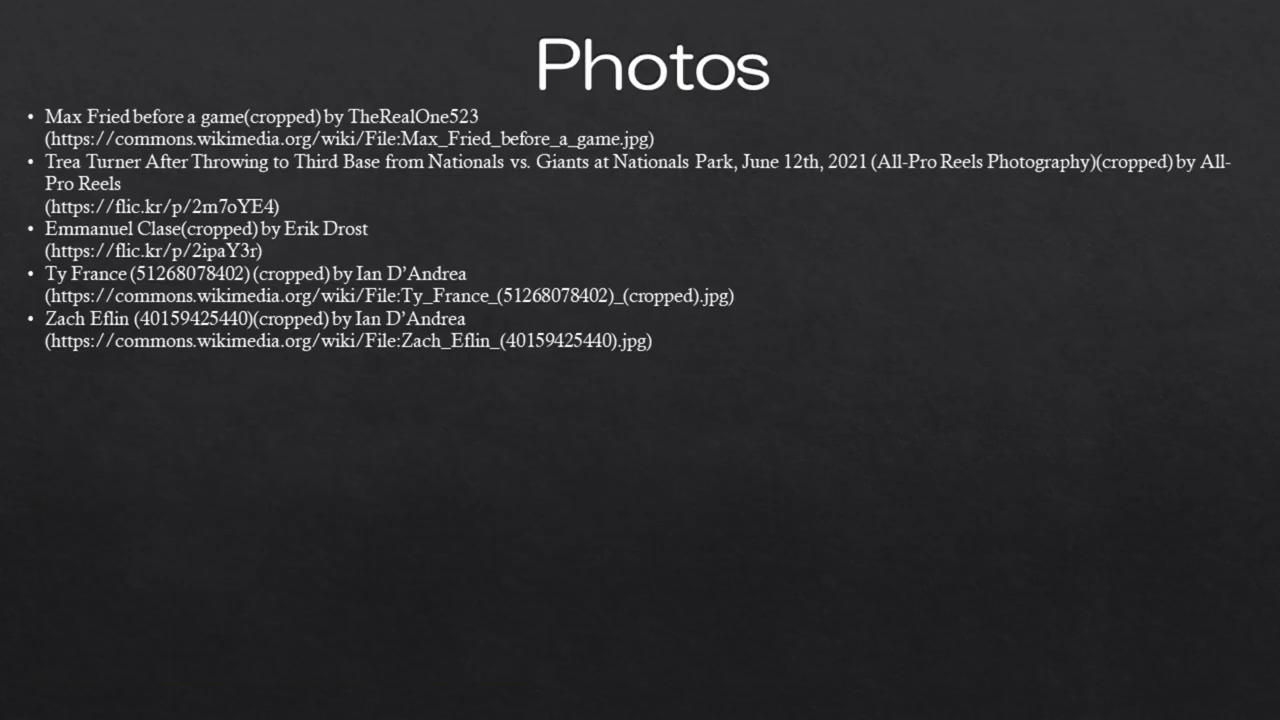 Photos
• Max Fried before a game(cropped) by TheRealOne523
(https://commons.wikimedia.org/wiki/File:Max_Fried_before_a_game.jpg)
• Trea Turner After Throwing to Third Base from Nationals vs. Giants at Nationals Park, June 12th, 2021 (All-Pro Reels Photography)(cropped) by All-
Pro Reels
(https://flic.kr/p/2m7oYE4)
• Emmanuel Clase(cropped) by Erik Drost
(https://flic.kr/p/2ipaY3r)
• Ty France (51268078402) (cropped) by Ian D’Andrea
(https://commons.wikimedia.org/wiki/File:Ty_France_(51268078402)_(cropped).jpg)
• Zach Eflin (40159425440)(cropped) by Ian D’Andrea
(https://commons.wikimedia.org/wiki/File:Zach_Eflin_(40159425440).jpg)